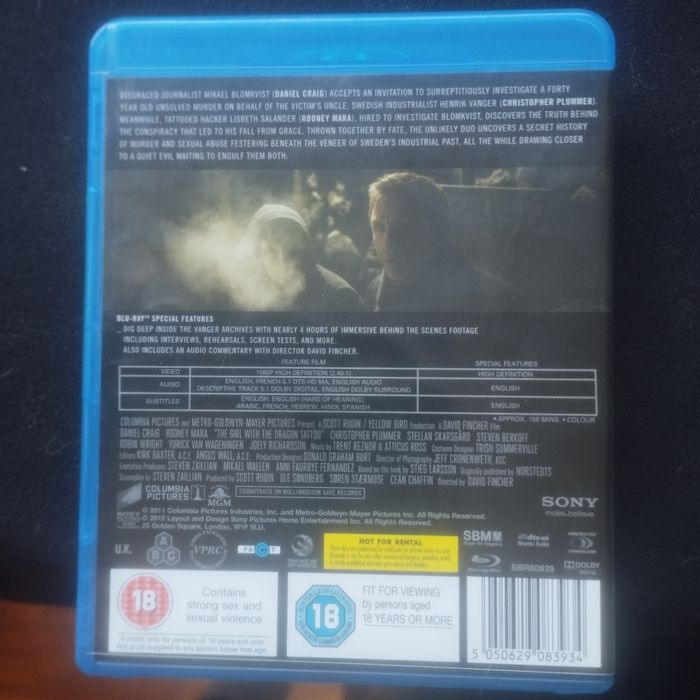 DISGRACED JOURNALIST MIKAEL BLOMKVIST (DANIEL CRAIG) ACCEPTS AN INVITATION TO SURREPTITIOUSLY INVESTIGATE A FORTY
YEAR OLD UNSOLVED MURDER ON BEHALF OF THE VICTIM'S UNCLE, SWEDISH INDUSTRIALIST HENRIK VANGER (CHRISTOPHER PLUMMER).
MEANWHILE, TATTOOED HACKER LISBETH SALANDER (ROONEY MARA), HIRED TO INVESTIGATE BLOMKVIST, DISCOVERS THE TRUTH BEHIND
THE CONSPIRACY THAT LED TO HIS FALL FROM GRACE. THROWN TOGETHER BY FATE, THE UNLIKELY DUO UNCOVERS A SECRET HISTORY
OF MURDER AND SEXUAL ABUSE FESTERING BENEATH THE VENEER OF SWEDEN'S INDUSTRIAL PAST, ALL THE WHILE DRAWING CLOSER
TO A QUIET EVIL WAITING TO ENGULF THEM BOTH.
BLU-RAY™ SPECIAL FEATURES
_ DIG DEEP INSIDE THE VANGER ARCHIVES WITH NEARLY 4 HOURS OF IMMERSIVE BEHIND THE SCENES FOOTAGE
INCLUDING INTERVIEWS, REHEARSALS, SCREEN TESTS, AND MORE.
ALSO INCLUDES AN AUDIO COMMENTARY WITH DIRECTOR DAVID FINCHER.
FEATURE FILM SPECIAL FEATURES
VIDEO 1080P HIGH DEFINITION (2.40:1) HIGH DEFINITION
AUDIO ENGLISH, FRENCH 5.1 DTS-HD MA, ENGLISH AUDIO
DESCRIPTIVE TRACK 5.1 DOLBY DIGITAL, ENGLISH DOLBY SURROUND ENGLISH
SUBTITLES ENGLISH, ENGLISH (HARD OF HEARING),
ARABIC, FRENCH, HEBREW, HINDI, SPANISH ENGLISH
• APPROX. 158 MINS. • COLOUR
COLUMBIA PICTURES AND METRO-GOLDWYN-MAYER PICTURES Present A SCOTT RUDIN / YELLOW BIRD Production A DAVID FINCHER Film
DANIEL CRAIG ROONEY MARA "THE GIRL WITH THE DRAGON TATTOO" CHRISTOPHER PLUMMER STELLAN SKARSGÅRD STEVEN BERKOFF
ROBIN WRIGHT YORICK VAN WAGENINGEN JOELY RICHARDSON Music by TRENT REZNOR & ATTICUS ROSS Costume Designer TRISH SUMMERVILLE
Editors KIRK BAXTER, A.C.E. ANGUS WALL, A.C.E. Production Designer DONALD GRAHAM BURT Director of Photography JEFF CRONENWETH, ASC
Executive Producers STEVEN ZAILLIAN MIKAEL WALLEN ANNI FAURBYE FERNANDEZ Based on the book by STIEG LARSSON Originally published by NORSTEDTS
Screenplay by STEVEN ZAILLIAN Produced by SCOTT RUDIN OLE SØNDBERG SØREN STÆRMOSE CEÁN CHAFFIN Directed by DAVID FINCHER
COLUMBIA
PICTURES
MGM
SOUNDTRACK ON NULL/MADISON GATE RECORDS
© 2011 Columbia Pictures Industries, Inc. and Metro-Goldwyn-Mayer Pictures Inc. All Rights Reserved.
© 2012 Layout and Design Sony Pictures Home Entertainment Inc. All Rights Reserved.
25 Golden Square, London, W1F 9LU.
SONY
make.believe
U.K.
A
B
C
VPRC
FACT
NOT FOR RENTAL
SBM
dts-HD
Master Audio
PROTECTED
CINAVIA.COM
Blu-ray Disc
SBR80839
DOLBY
DIGITAL
18
Contains
strong sex and
sexual violence
Suitable only for persons of 18 years and over
Not to be supplied to any person below that age.
18
FIT FOR VIEWING
by persons aged
18 YEARS OR MORE
5 050629 083934